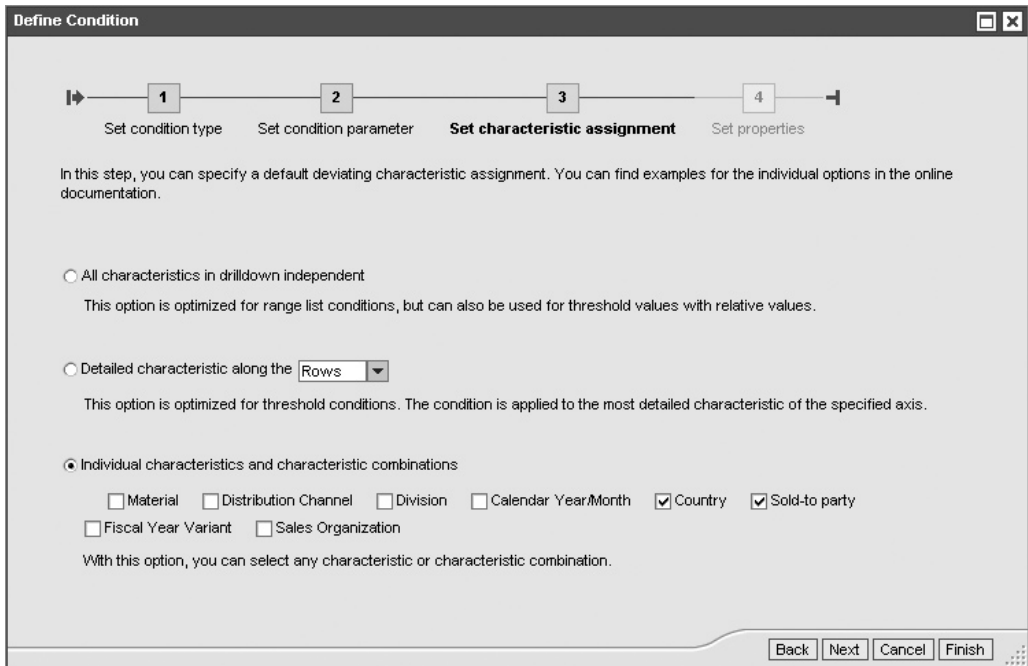 Define Condition
1 2 3 4
Set condition type Set condition parameter Set characteristic assignment Set properties
In this step, you can specify a default deviating characteristic assignment. You can find examples for the individual options in the online
documentation.
All characteristics in drilldown independent
This option is optimized for range list conditions, but can also be used for threshold values with relative values.
Detailed characteristic along the Rows
This option is optimized for threshold conditions. The condition is applied to the most detailed characteristic of the specified axis.
Individual characteristics and characteristic combinations
Material Distribution Channel Division Calendar Year/Month Country Sold-to party
Fiscal Year Variant Sales Organization
With this option, you can select any characteristic or characteristic combination.
Back Next Cancel Finish